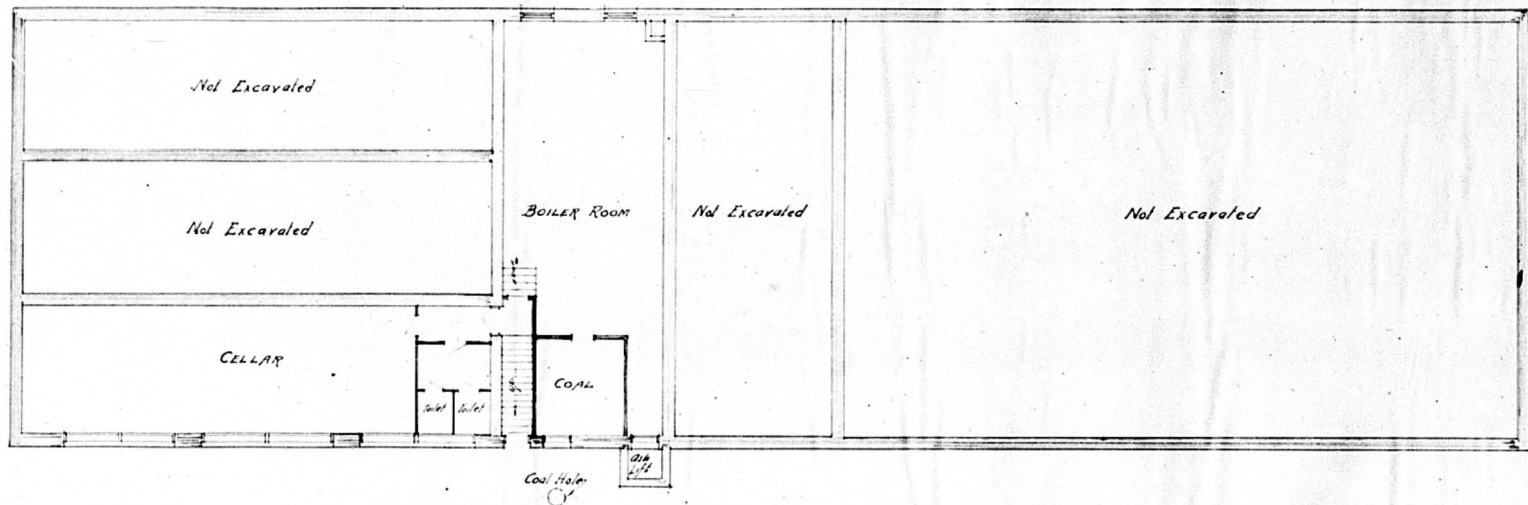 Not Excavated
Not Excavated
BOILER ROOM
Not Excavated
Not Excavated
CELLAR
COAL
Toilet
Toilet
Ash
Lift
Coal Hole